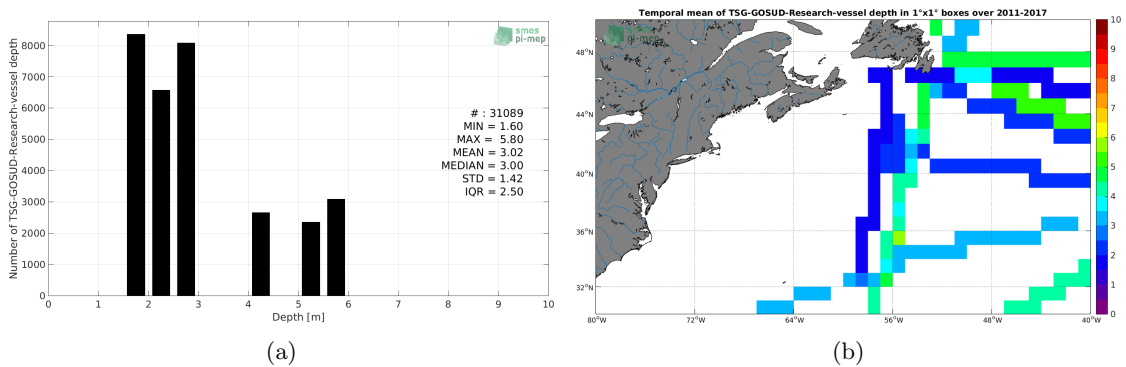 8000
7000
6000
5000
4000
3000
2000
1000
0
0 1 2 3 4 5 6 7 8 9 10
Number of TSG-GOSUD-Research-vessel depth
Depth [m]
smos
pi-mep
# : 31089
MIN = 1.60
MAX = 5.80
MEAN = 3.02
MEDIAN = 3.00
STD = 1.42
IQR = 2.50
(a)
Temporal mean of TSG-GOSUD-Research-vessel depth in 1°x1° boxes over 2011-2017
smos
pi-mep
48°N
44°N
40°N
36°N
32°N
80°W 72°W 64°W 56°W 48°W 40°W
10
9
8
7
6
5
4
3
2
1
0
(b)